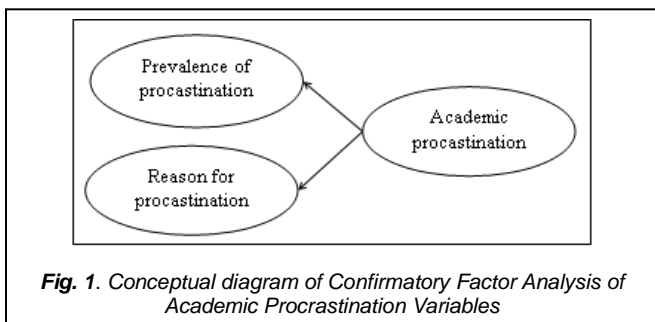 Prevalence of
procastination
Academic
procastination
Reason for
procastination
Fig. 1. Conceptual diagram of Confirmatory Factor Analysis of
Academic Procrastination Variables